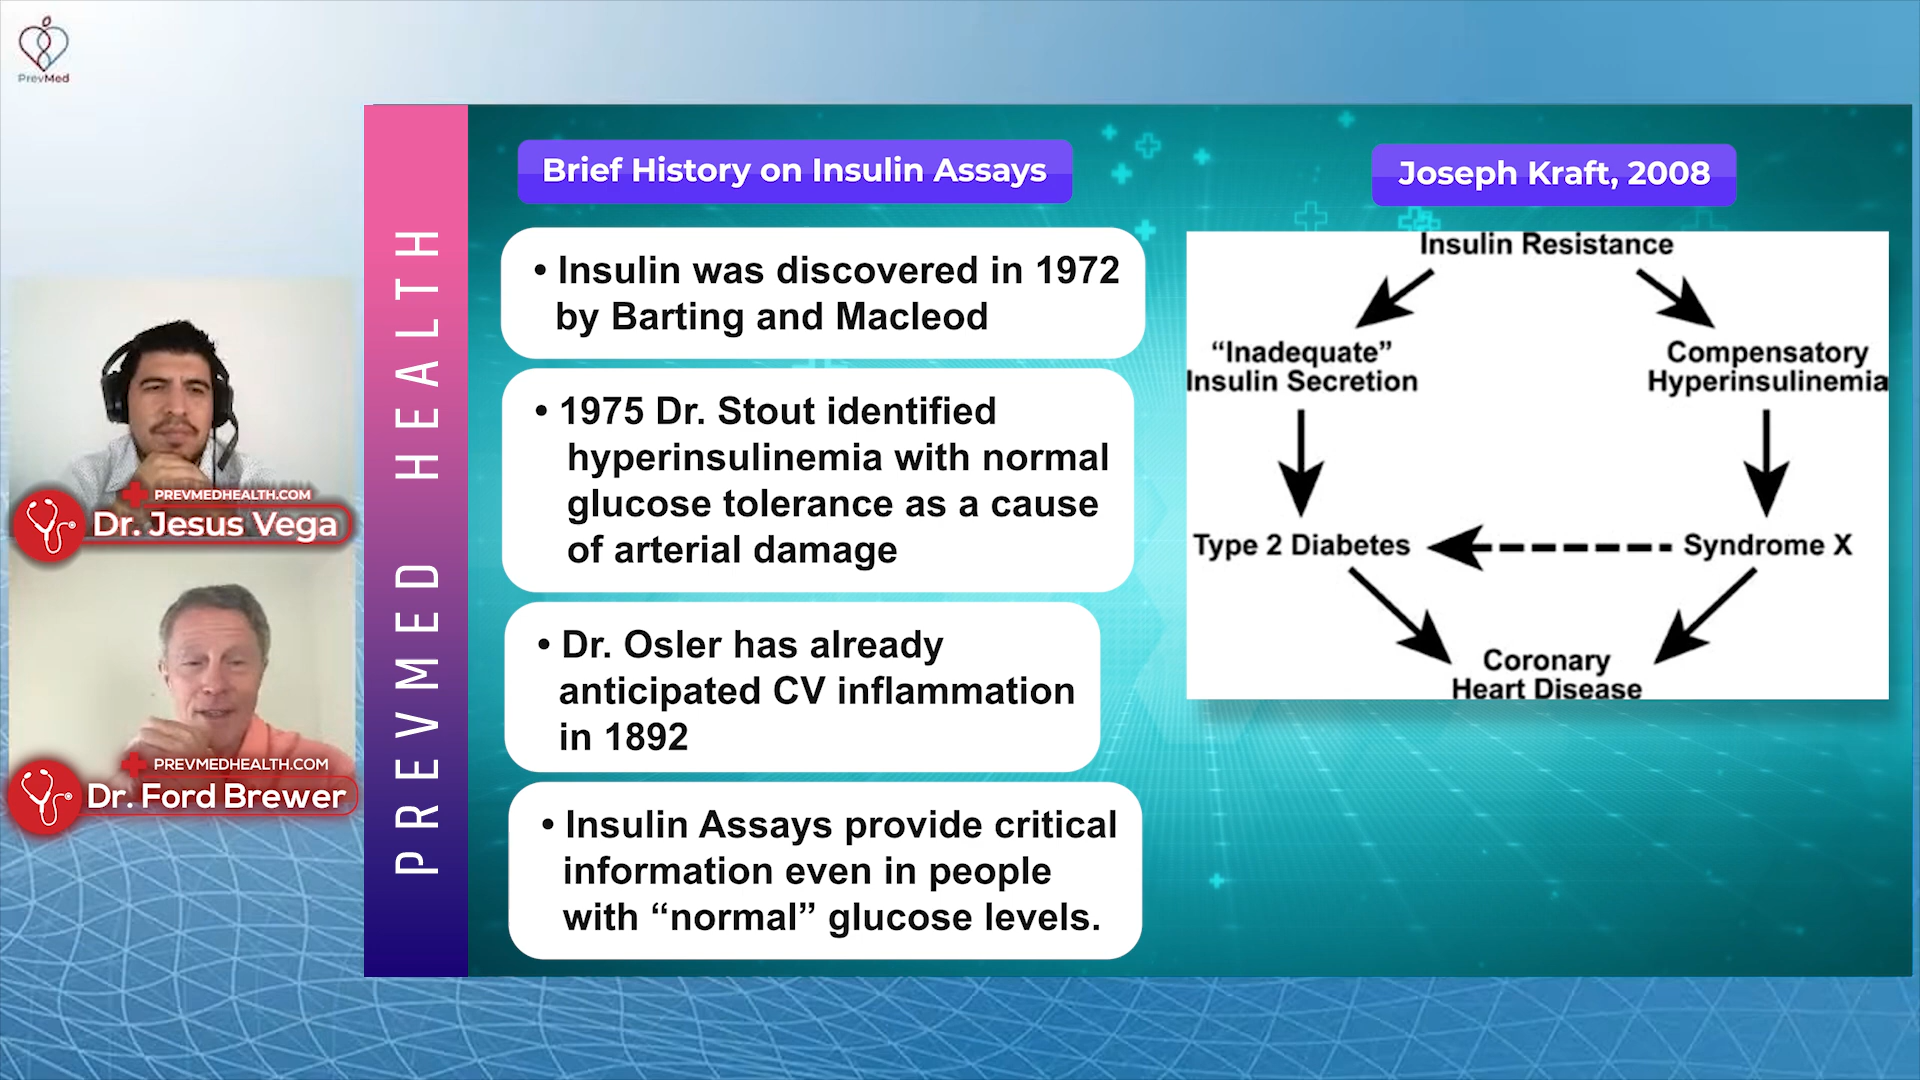 PrevMed
PREVMED HEALTH
Brief History on Insulin Assays
• Insulin was discovered in 1972
by Barting and Macleod
• 1975 Dr. Stout identified
hyperinsulinemia with normal
glucose tolerance as a cause
of arterial damage
• Dr. Osler has already
anticipated CV inflammation
in 1892
• Insulin Assays provide critical
information even in people
with “normal” glucose levels.
Joseph Kraft, 2008
Insulin Resistance
“Inadequate”
Insulin Secretion
Compensatory
Hyperinsulinemia
Type 2 Diabetes
Syndrome X
Coronary
Heart Disease
PREVMEDHEALTH.COM
Dr. Jesus Vega
PREVMEDHEALTH.COM
Dr. Ford Brewer